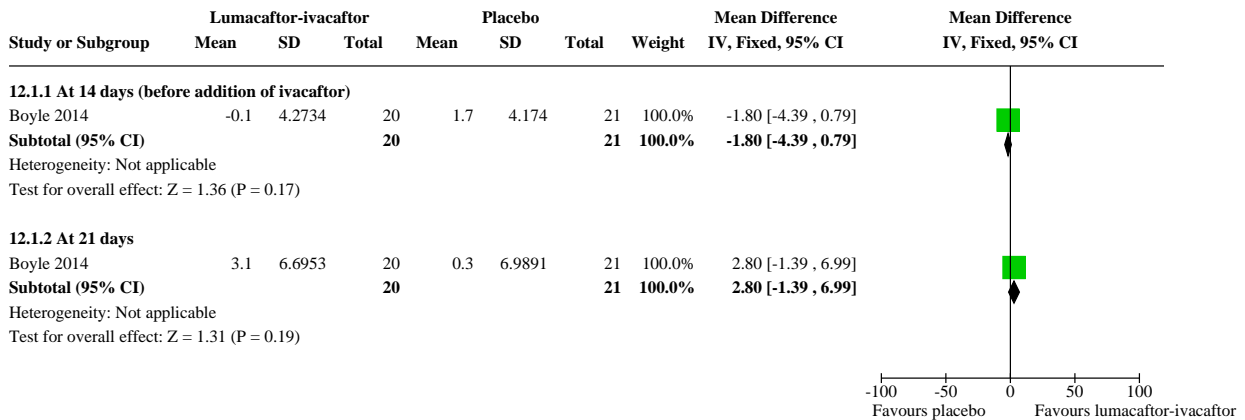 Lumacaftor-ivacaftor Placebo Mean Difference Mean Difference
Study or Subgroup Mean SD Total Mean SD Total Weight IV, Fixed, 95% CI IV, Fixed, 95% CI
12.1.1 At 14 days (before addition of ivacaftor)
Boyle 2014 -0.1 4.2734 20 1.7 4.174 21 100.0% -1.80 [-4.39 , 0.79]
Subtotal (95% CI) 20 21 100.0% -1.80 [-4.39 , 0.79]
Heterogeneity: Not applicable
Test for overall effect: Z = 1.36 (P = 0.17)
12.1.2 At 21 days
Boyle 2014 3.1 6.6953 20 0.3 6.9891 21 100.0% 2.80 [-1.39 , 6.99]
Subtotal (95% CI) 20 21 100.0% 2.80 [-1.39 , 6.99]
Heterogeneity: Not applicable
Test for overall effect: Z = 1.31 (P = 0.19)
-100 -50 0 50 100
Favours placebo Favours lumacaftor-ivacaftor